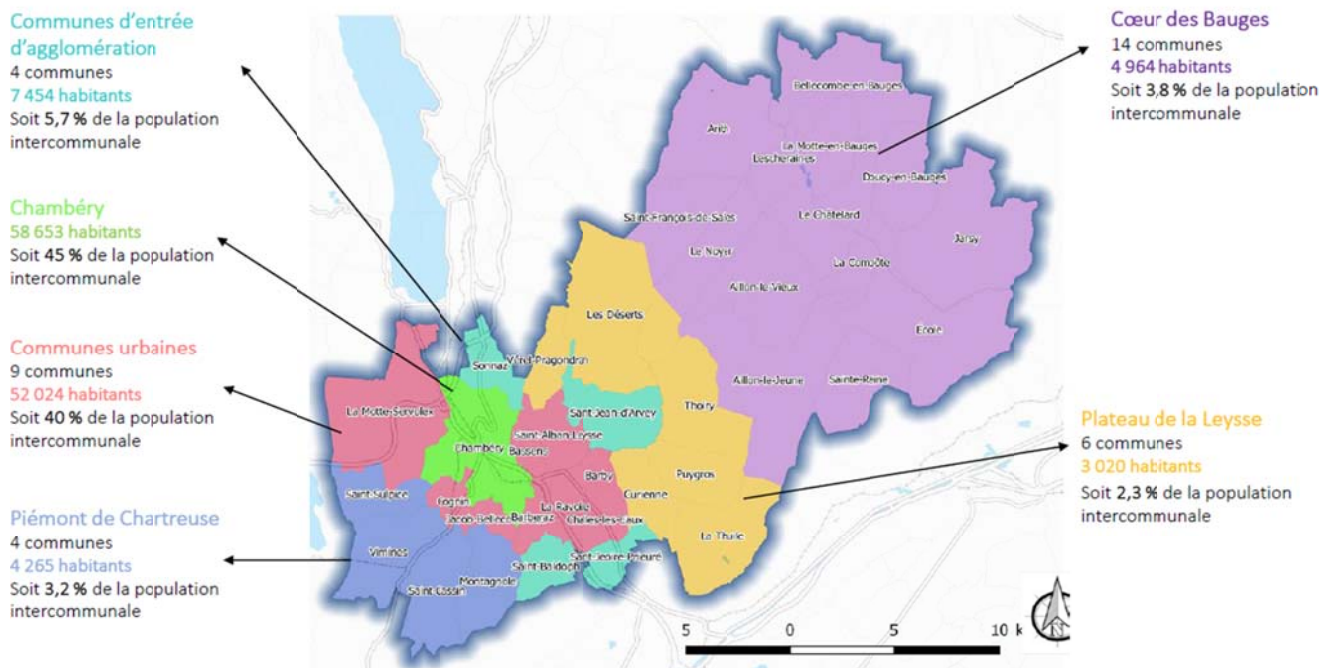 Communes d'entrée
d'agglomération
4 communes
7 454 habitants
Soit 5,7 % de la population
intercommunale
Chambéry
58 653 habitants
Soit 45 % de la population
intercommunale
Communes urbaines
9 communes
52 024 habitants
Soit 40 % de la population
intercommunale
Piémont de Chartreuse
4 communes
4 265 habitants
Soit 3,2 % de la population
intercommunale
Cœur des Bauges
14 communes
4 964 habitants
Soit 3,8 % de la population
intercommunale
Plateau de la Leysse
6 communes
3 020 habitants
Soit 2,3 % de la population
intercommunale
Bellecombe-en-Bauges
Arith
La Motte-en-Bauges
Lescheraines
Doucy-en-Bauges
Saint-François-de-Sales
Le Châtelard
Jarsy
Le Noyer
La Compôte
Aillon-le-Vieux
École
Les Déserts
Vérel-Pragondran
Sonnaz
Aillon-le-Jeune
Sainte-Reine
La Motte-Servolex
Saint-Jean-d'Arvey
Thoiry
Saint-Alban-Leysse
Chambéry
Bassens
Barby
Puygros
Saint-Sulpice
Cognin
Curienne
La Ravoire
Jacob-Bellec
Barberaz
Challes-les-Eaux
La Thuile
Vimines
Saint-Jeoire-Prieuré
Saint-Baldoph
Montagnole
Saint-Cassin
5 0 5 10 k
N